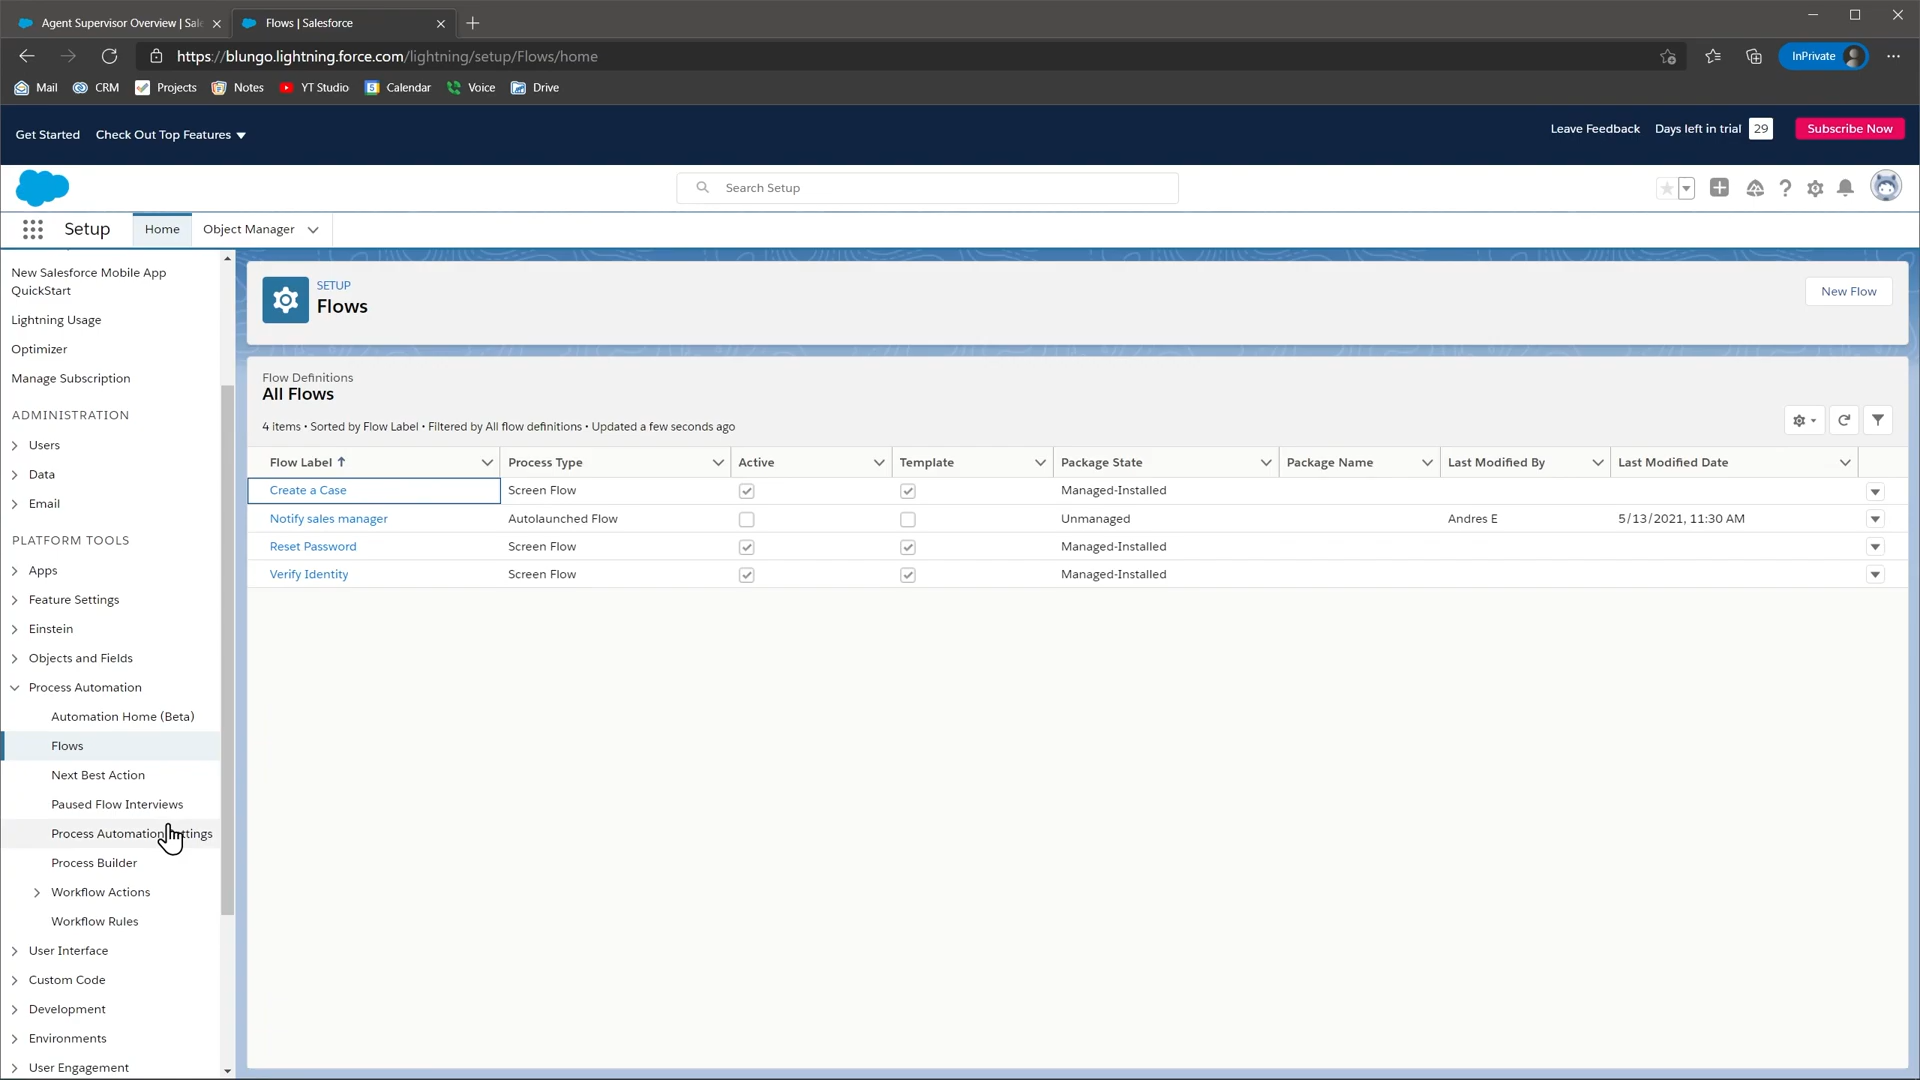 Agent Supervisor Overview | Sal
Flows | Salesforce
https://blungo.lightning.force.com/lightning/setup/Flows/home
InPrivate
Mail
CRM
Projects
Notes
YT Studio
Calendar
Voice
Drive
Get Started
Check Out Top Features
Leave Feedback
Days left in trial
29
Subscribe Now
Search Setup
Setup
Home
Object Manager
New Salesforce Mobile App
QuickStart
Lightning Usage
Optimizer
Manage Subscription
ADMINISTRATION
Users
Data
Email
PLATFORM TOOLS
Apps
Feature Settings
Einstein
Objects and Fields
Process Automation
Automation Home (Beta)
Flows
Next Best Action
Paused Flow Interviews
Process Automation ttings
Process Builder
Workflow Actions
Workflow Rules
User Interface
Custom Code
Development
Environments
User Engagement
SETUP
Flows
New Flow
Flow Definitions
All Flows
4 items • Sorted by Flow Label • Filtered by All flow definitions • Updated a few seconds ago
Flow Label ↑ Process Type Active Template Package State Package Name Last Modified By Last Modified Date
Create a Case Screen Flow Managed-Installed
Notify sales manager Autolaunched Flow Unmanaged Andres E 5/13/2021, 11:30 AM
Reset Password Screen Flow Managed-Installed
Verify Identity Screen Flow Managed-Installed